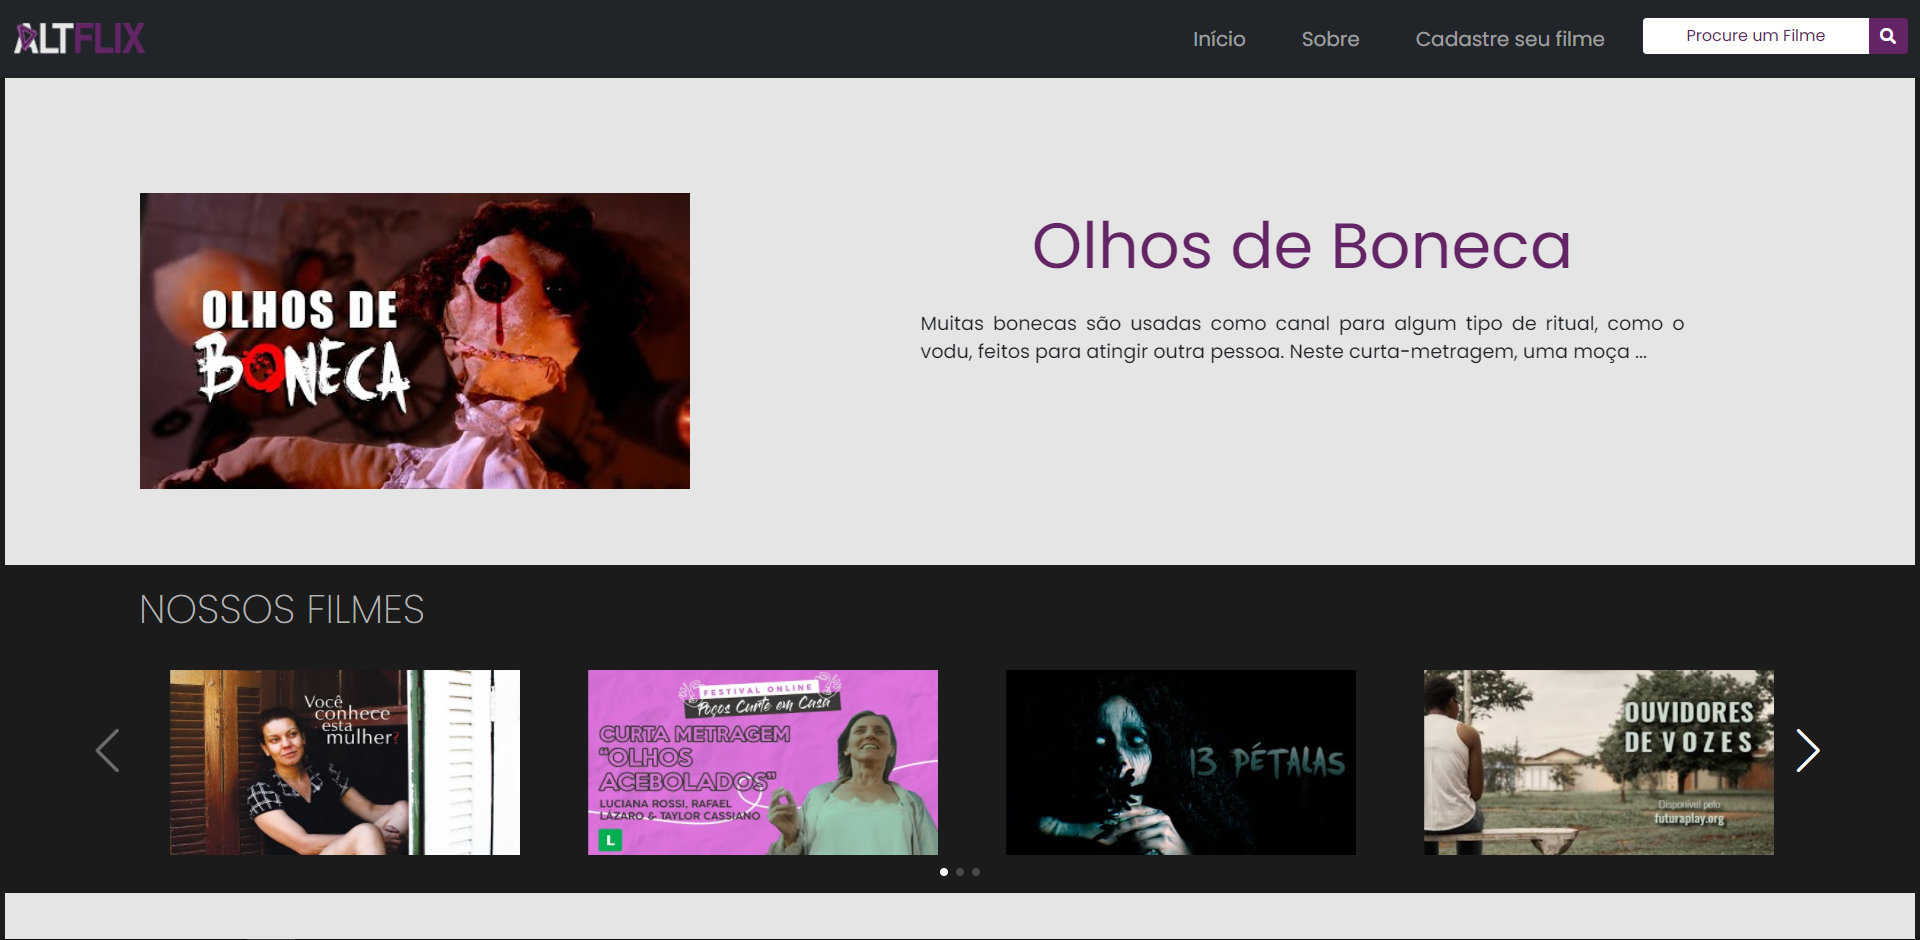 ALTFLIX
Início
Sobre
Cadastre seu filme
Procure um Filme
OLHOS DE
BONECA
Olhos de Boneca
Muitas bonecas são usadas como canal para algum tipo de ritual, como o
vodu, feitos para atingir outra pessoa. Neste curta-metragem, uma moça ...
NOSSOS FILMES
Você
conhece
esta
mulher?
FESTIVAL ONLINE
Poços Curte em Casa
CURTA METRAGEM
“OLHOS
ACEBOLADOS”
LUCIANA ROSSI, RAFAEL
LÁZARO & TAYLOR CASSIANO
L
13 PÉTALAS
OUVIDORES
DE VOZES
Disponível pelo
futuraplay.org